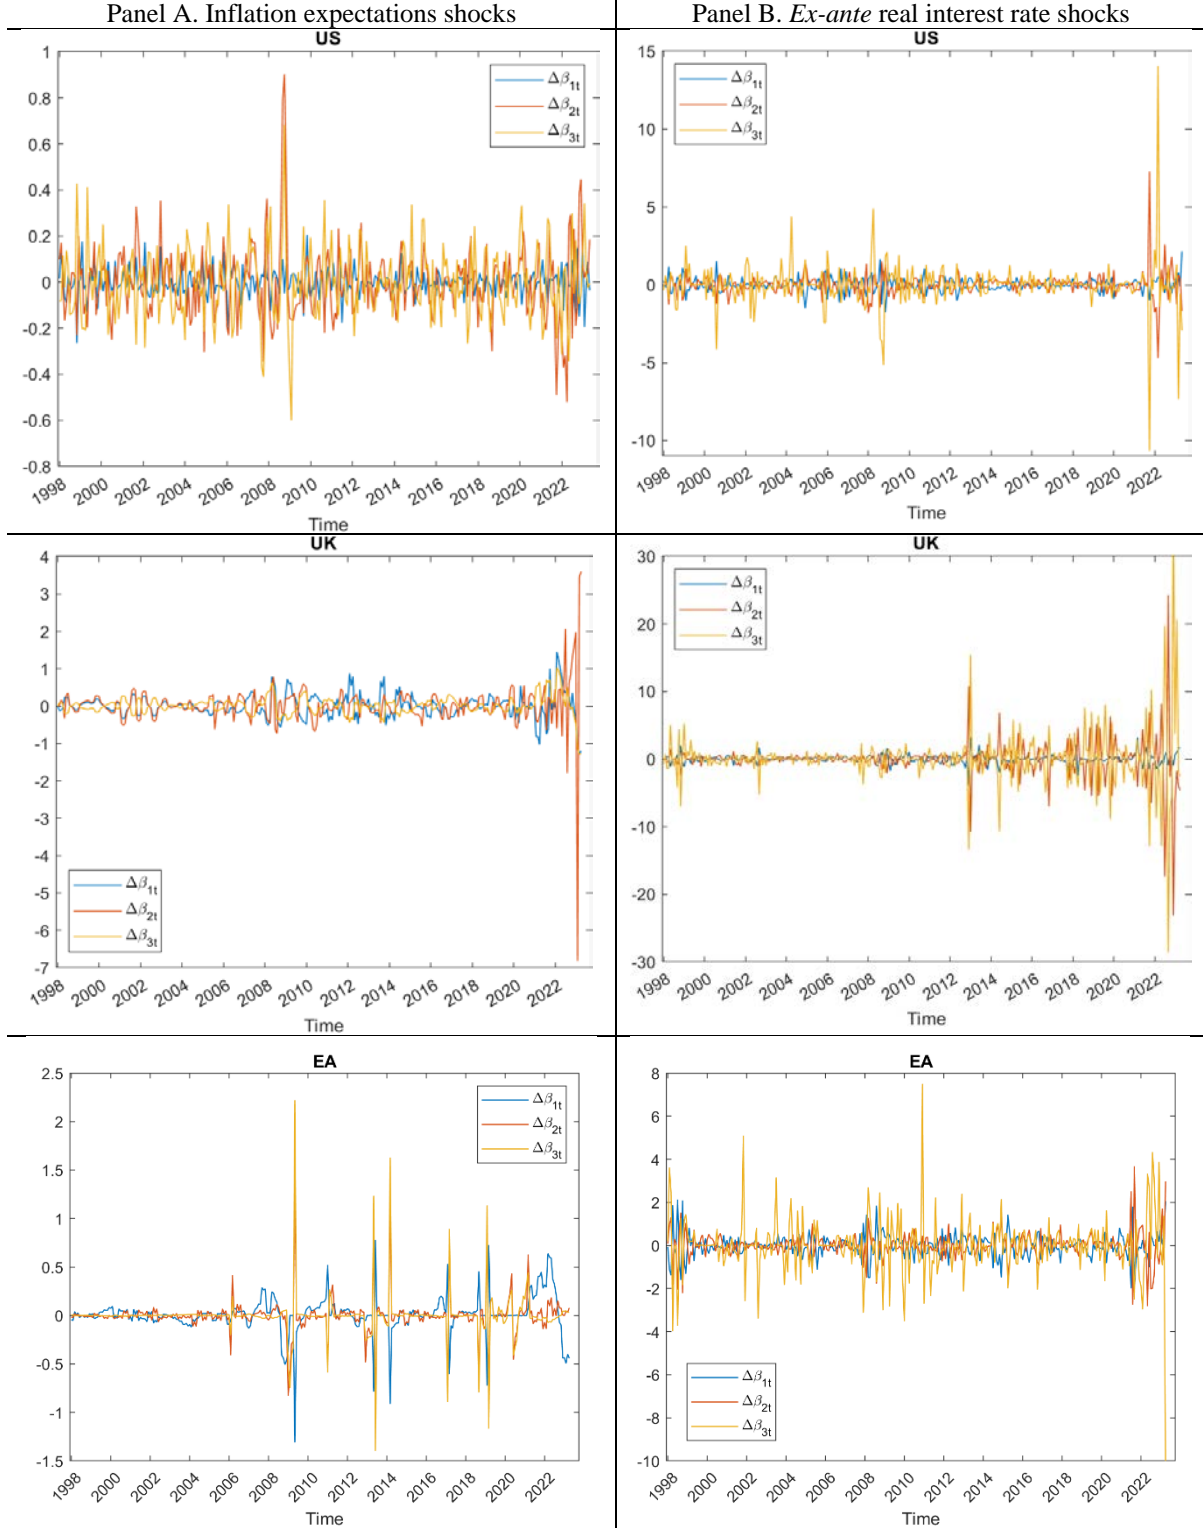 Panel A. Inflation expectations shocks
Panel B. Ex-ante real interest rate shocks
US
1
0.8
0.6
0.4
0.2
0
-0.2
-0.4
-0.6
-0.8
Δβ1t
Δβ2t
Δβ3t
1998 2000 2002 2004 2006 2008 2010 2012 2014 2016 2018 2020 2022
Time
US
15
10
5
0
-5
-10
Δβ1t
Δβ2t
Δβ3t
1998 2000 2002 2004 2006 2008 2010 2012 2014 2016 2018 2020 2022
Time
UK
4
3
2
1
0
-1
-2
-3
-4
-5
-6
-7
Δβ1t
Δβ2t
Δβ3t
1998 2000 2002 2004 2006 2008 2010 2012 2014 2016 2018 2020 2022
Time
UK
30
20
10
0
-10
-20
-30
Δβ1t
Δβ2t
Δβ3t
1998 2000 2002 2004 2006 2008 2010 2012 2014 2016 2018 2020 2022
Time
EA
2.5
2
1.5
1
0.5
0
-0.5
-1
-1.5
Δβ1t
Δβ2t
Δβ3t
1998 2000 2002 2004 2006 2008 2010 2012 2014 2016 2018 2020 2022
Time
EA
8
6
4
2
0
-2
-4
-6
-8
-10
Δβ1t
Δβ2t
Δβ3t
1998 2000 2002 2004 2006 2008 2010 2012 2014 2016 2018 2020 2022
Time